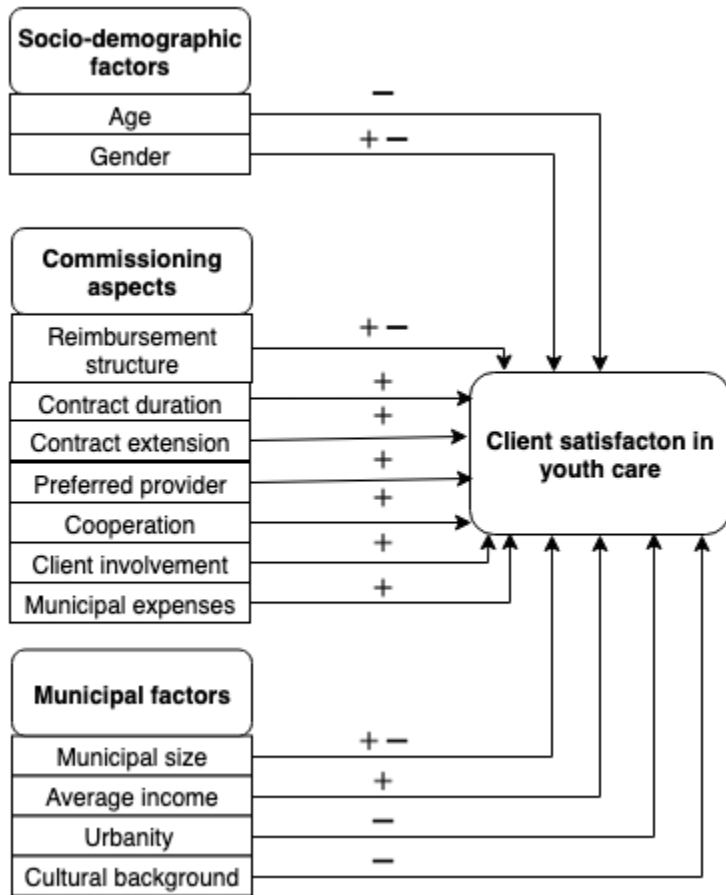 Socio-demographic
factors
Age
−
Gender
+ −
Commissioning
aspects
Reimbursement
structure
+ −
Contract duration
+
Contract extension
+
Preferred provider
+
Cooperation
+
Client involvement
+
Municipal expenses
+
Client satisfacton in
youth care
Municipal factors
Municipal size
+ −
Average income
+
Urbanity
−
Cultural background
−